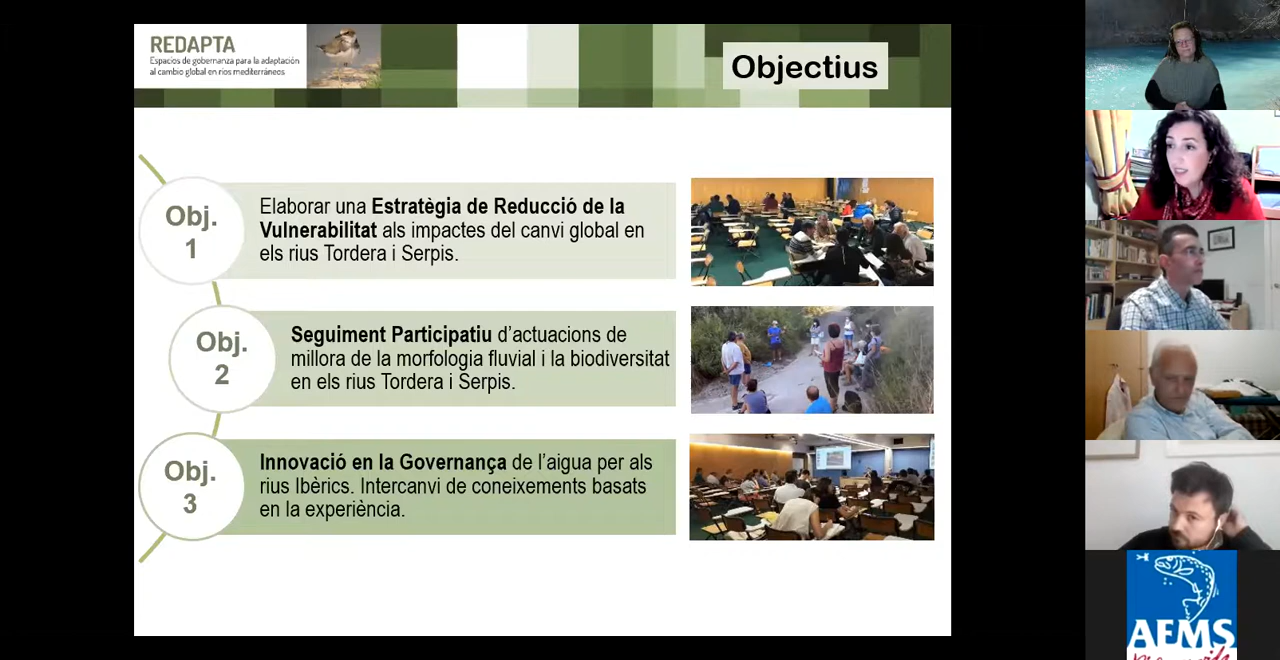 REDAPTA
Espacios de gobernanza para la adaptación
al cambio global en ríos mediterráneos
Objectius
Obj.
1
Elaborar una Estratègia de Reducció de la
Vulnerabilitat als impactes del canvi global en
els rius Tordera i Serpis.
Obj.
2
Seguiment Participatiu d’actuacions de
millora de la morfologia fluvial i la biodiversitat
en els rius Tordera i Serpis.
Obj.
3
Innovació en la Governança de l’aigua per als
rius Ibèrics. Intercanvi de coneixements basats
en la experiència.
AEMS